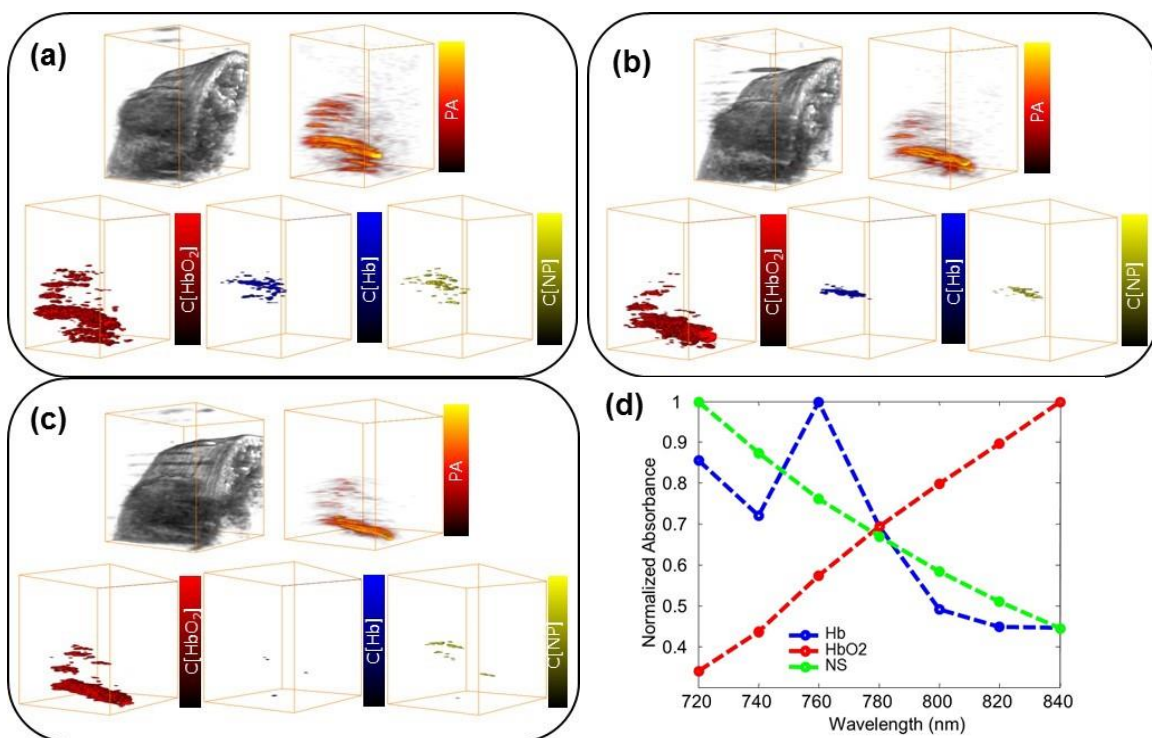 (a)
PA
C[HbO2]
C[Hb]
C[NP]
(b)
PA
C[HbO2]
C[Hb]
C[NP]
(c)
PA
C[HbO2]
C[Hb]
C[NP]
(d)
Normalized Absorbance
1
0.9
0.8
0.7
0.6
0.5
0.4
Hb
HbO2
NS
720 740 760 780 800 820 840
Wavelength (nm)